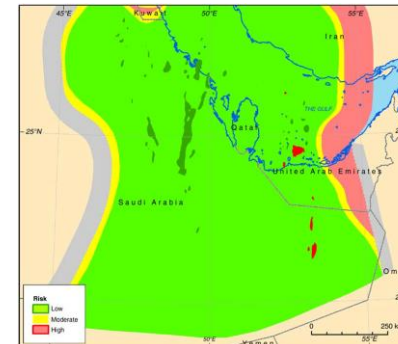 45°E
50°E
55°E
Kuwait
Iran
THE GULF
25°N
Qatar
United Arab Emirates
Saudi Arabia
Om
Risk
Low
Moderate
High
50°E
0
250 k
Yemen